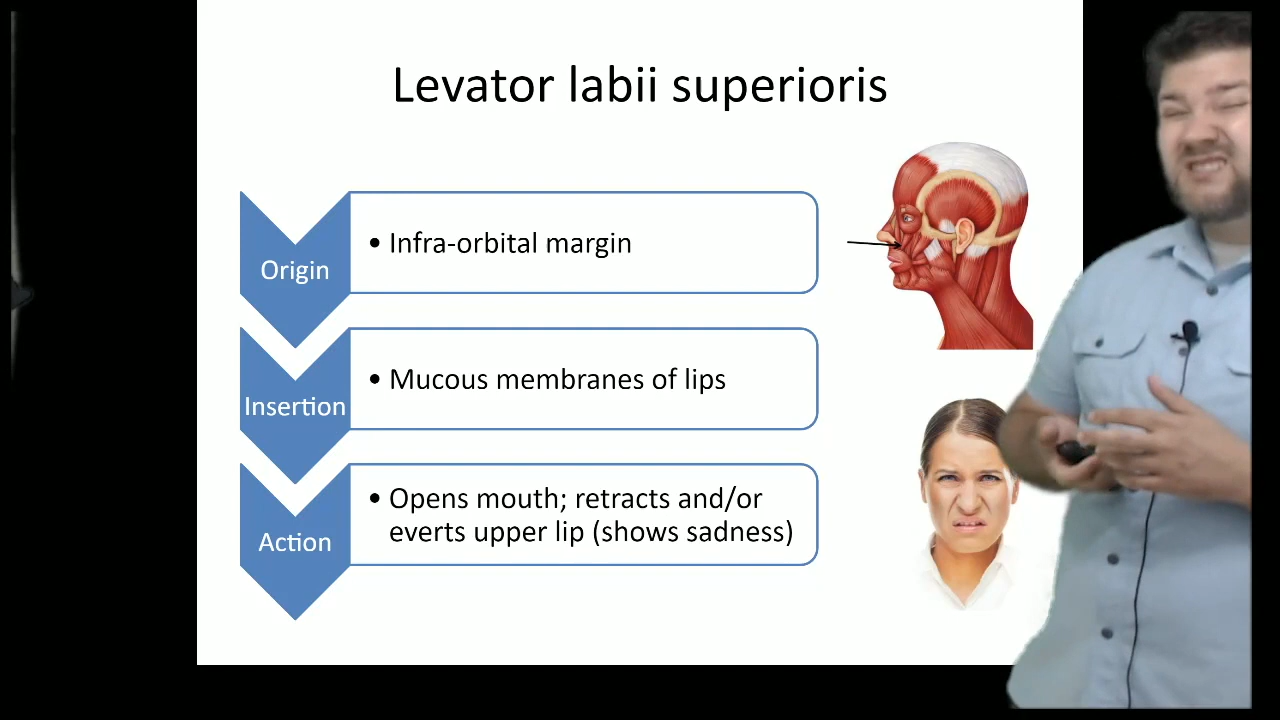 Levator labii superioris
Origin
• Infra-orbital margin
Insertion
• Mucous membranes of lips
Action
• Opens mouth; retracts and/or
everts upper lip (shows sadness)